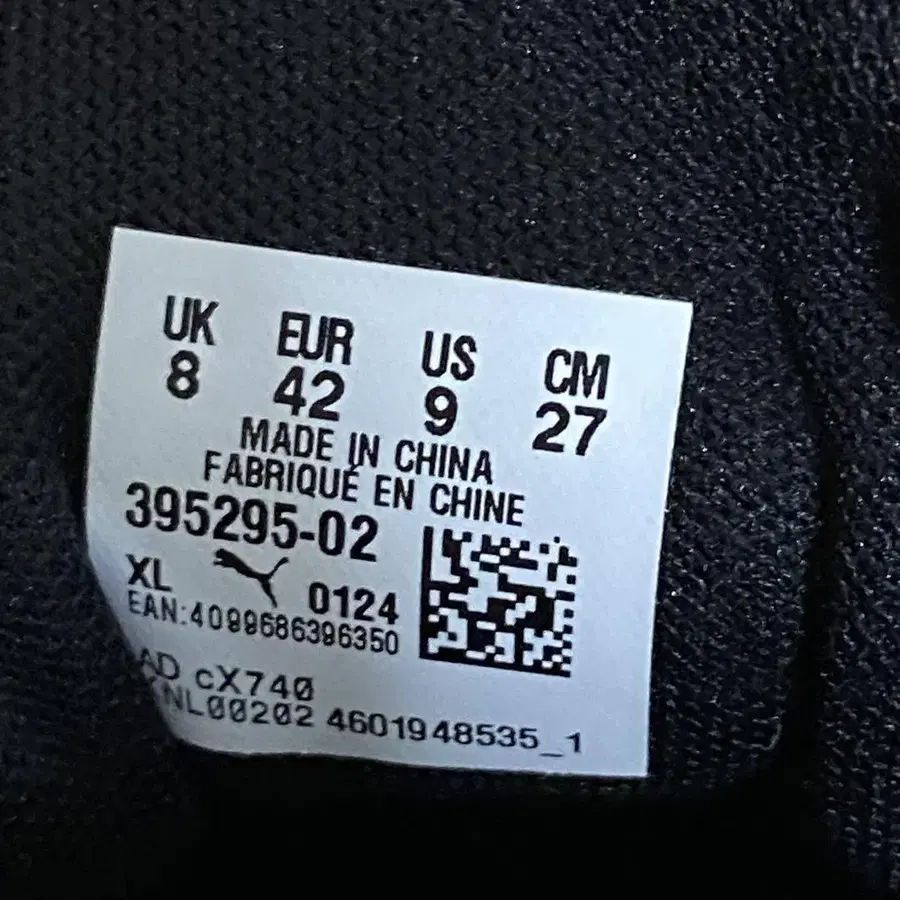 UK EUR US CM
8 42 9 27
MADE IN CHINA
FABRIQUÉ EN CHINE
395295-02
XL 0124
EAN:4099686396350
AD cX740
NL00202 4601948535_1